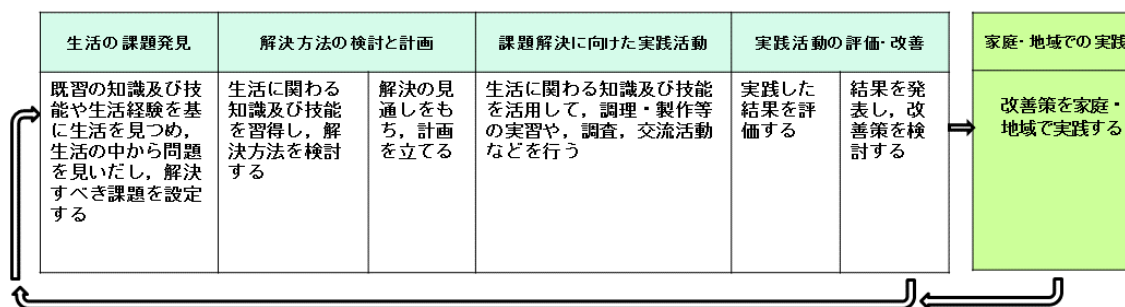 生活の課題発見
既習の知識及び技
能や生活経験を基
に生活を見つめ，
生活の中から問題
を見いだし，解決
すべき課題を設定
する
解決方法の検討と計画
生活に関わる
知識及び技能
を習得し，解
決方法を検討
する
解決の見
通しをも
ち，計画
を立てる
課題解決に向けた実践活動
生活に関わる知識及び技能
を活用して，調理・製作等
の実習や，調査，交流活動
などを行う
実践活動の評価・改善
実践した
結果を評
価する
結果を発
表し，改
善策を検
討する
家庭・地域での実践
改善策を家庭・
地域で実践する